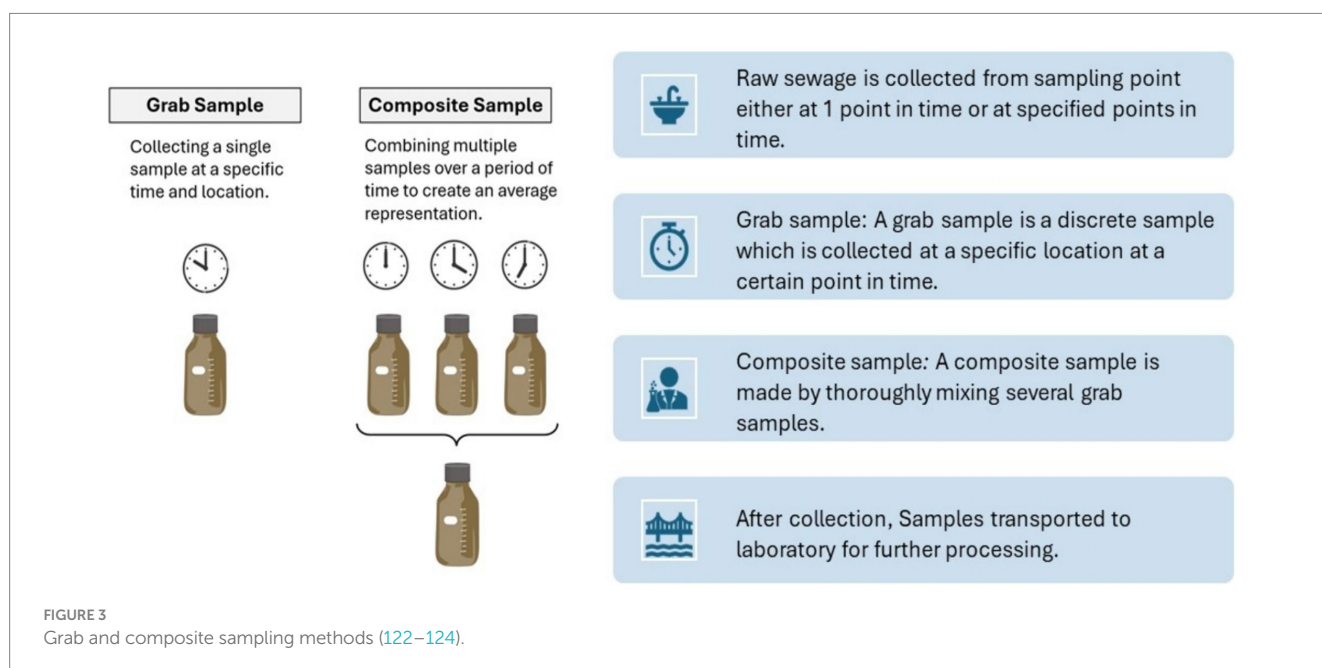 Grab Sample
Collecting a single
sample at a specific
time and location.
Composite Sample
Combining multiple
samples over a period of
time to create an average
representation.
Raw sewage is collected from sampling point
either at 1 point in time or at specified points in
time.
Grab sample: A grab sample is a discrete sample
which is collected at a specific location at a
certain point in time.
Composite sample: A composite sample is
made by thoroughly mixing several grab
samples.
After collection, Samples transported to
laboratory for further processing.
FIGURE 3
Grab and composite sampling methods (122–124).